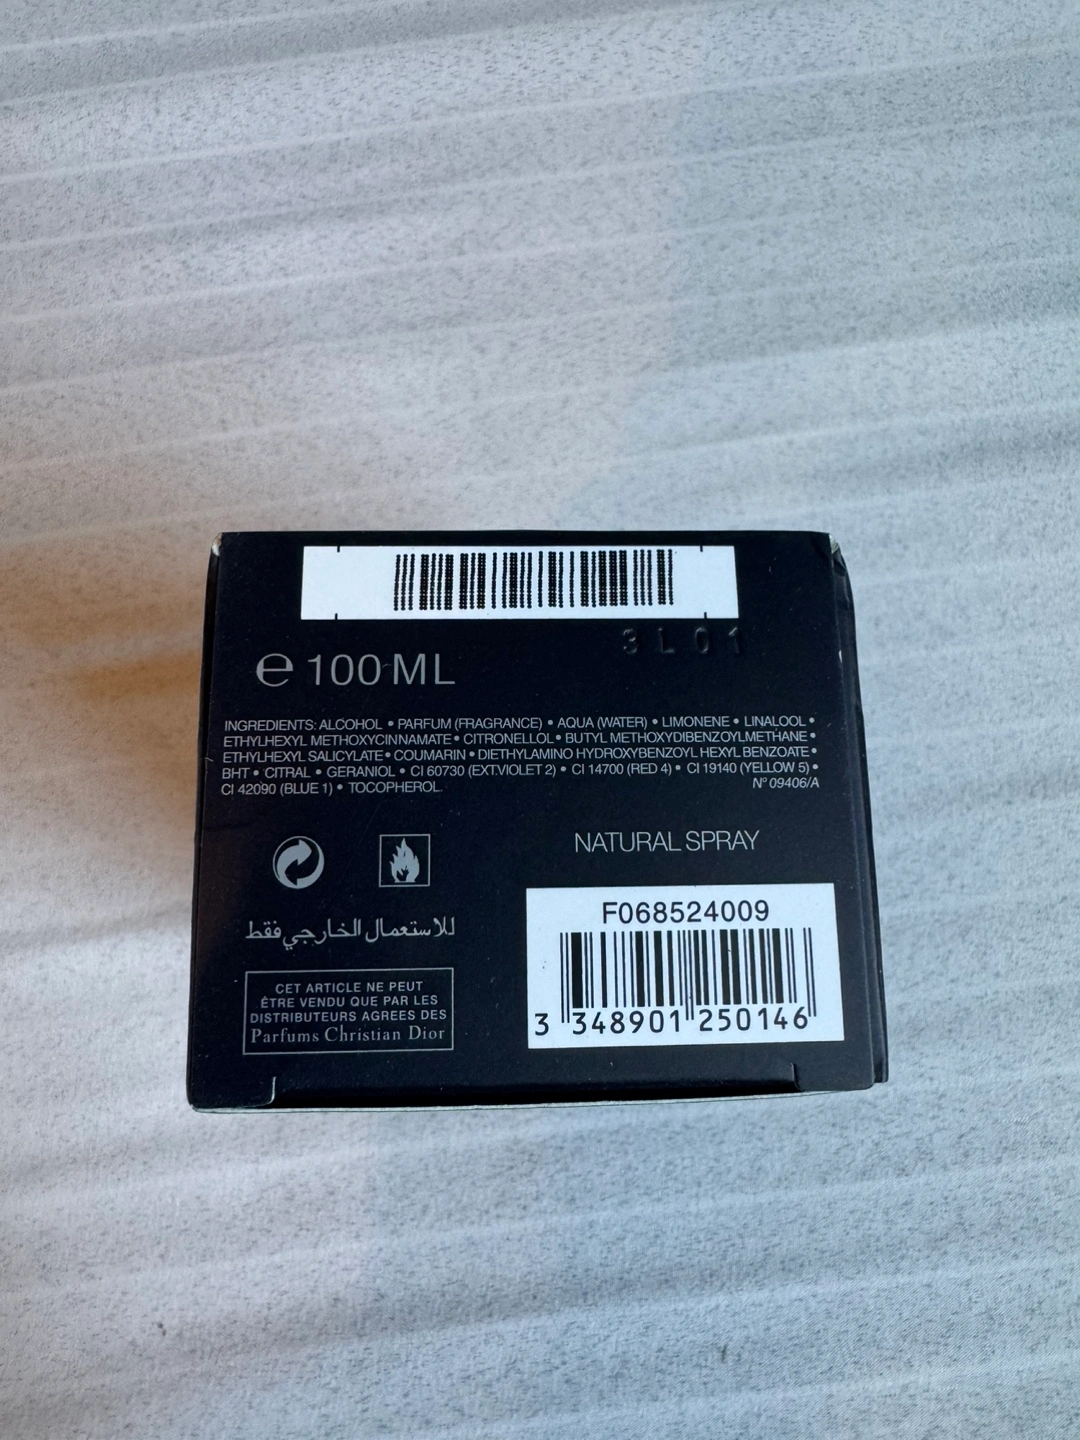 3L01
℮ 100 ML
INGREDIENTS: ALCOHOL • PARFUM (FRAGRANCE) • AQUA (WATER) • LIMONENE • LINALOOL •
ETHYLHEXYL METHOXYCINNAMATE • CITRONELLOL • BUTYL METHOXYDIBENZOYLMETHANE •
ETHYLHEXYL SALICYLATE • COUMARIN • DIETHYLAMINO HYDROXYBENZOYL HEXYL BENZOATE •
BHT • CITRAL • GERANIOL • CI 60730 (EXT.VIOLET 2) • CI 14700 (RED 4) • CI 19140 (YELLOW 5) •
CI 42090 (BLUE 1) • TOCOPHEROL.
N° 09406/A
NATURAL SPRAY
للاستعمال الخارجي فقط
CET ARTICLE NE PEUT
ÊTRE VENDU QUE PAR LES
DISTRIBUTEURS AGREES DES
Parfums Christian Dior
F068524009
3 348901 250146